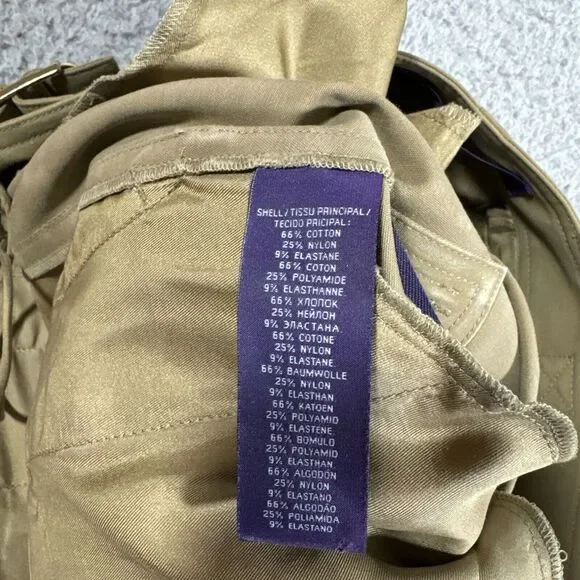 SHELL/TISSU PRINCIPAL/
TECIDO PRICIPAL:
66% COTTON
25% NYLON
9% ELASTANE
66% COTON
25% POLYAMIDE
9% ELASTHANNE
66% ХЛОПОК
25% НЕЙЛОН
9% ЭЛАСТАНА
66% COTONE
25% NYLON
9% ELASTANE
66% BAUMWOLLE
25% NYLON
9% ELASTHAN
66% KATOEN
25% POLYAMID
9% ELASTENE
66% BOMULD
25% POLYAMID
9% ELASTHAN
66% ALGODÓN
25% NYLON
9% ELASTANO
66% ALGODÃO
25% POLIAMIDA
9% ELASTANO